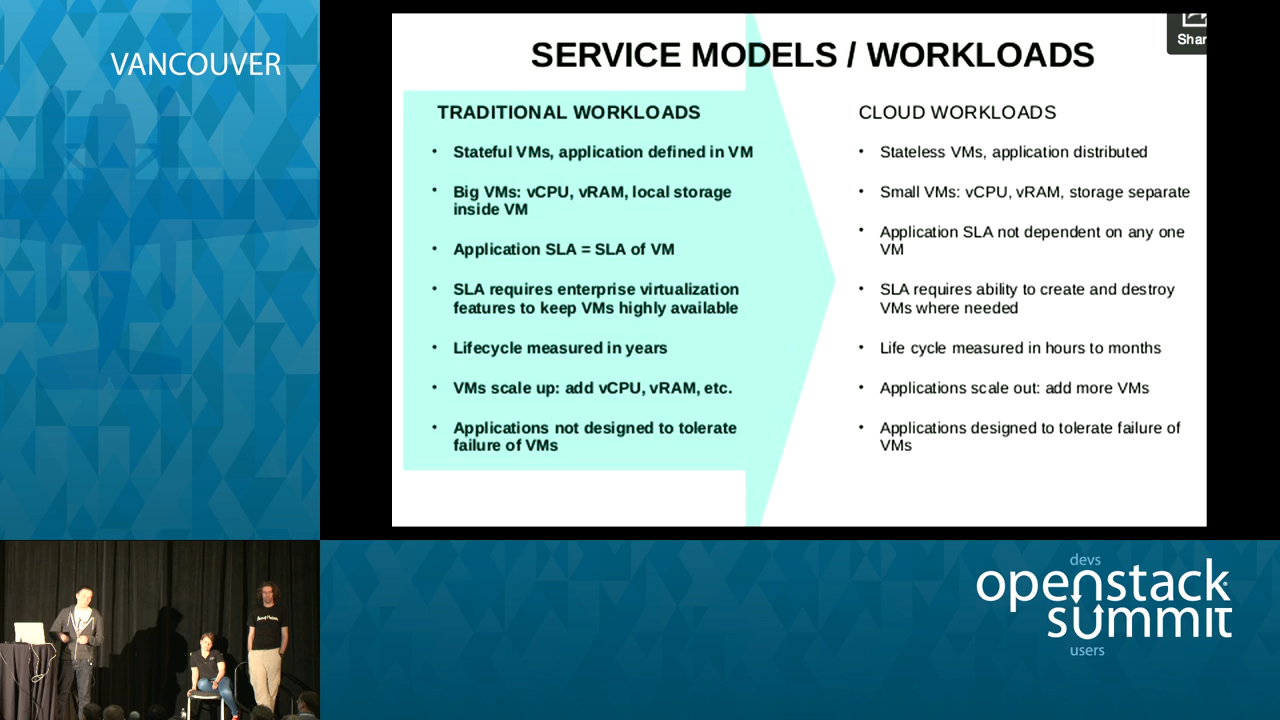 VANCOUVER
Shar
SERVICE MODELS / WORKLOADS
TRADITIONAL WORKLOADS
• Stateful VMs, application defined in VM
• Big VMs: vCPU, vRAM, local storage
inside VM
• Application SLA = SLA of VM
• SLA requires enterprise virtualization
features to keep VMs highly available
• Lifecycle measured in years
• VMs scale up: add vCPU, vRAM, etc.
• Applications not designed to tolerate
failure of VMs
CLOUD WORKLOADS
• Stateless VMs, application distributed
• Small VMs: vCPU, vRAM, storage separate
• Application SLA not dependent on any one
VM
• SLA requires ability to create and destroy
VMs where needed
• Life cycle measured in hours to months
• Applications scale out: add more VMs
• Applications designed to tolerate failure of
VMs
devs
openstack
summit
users